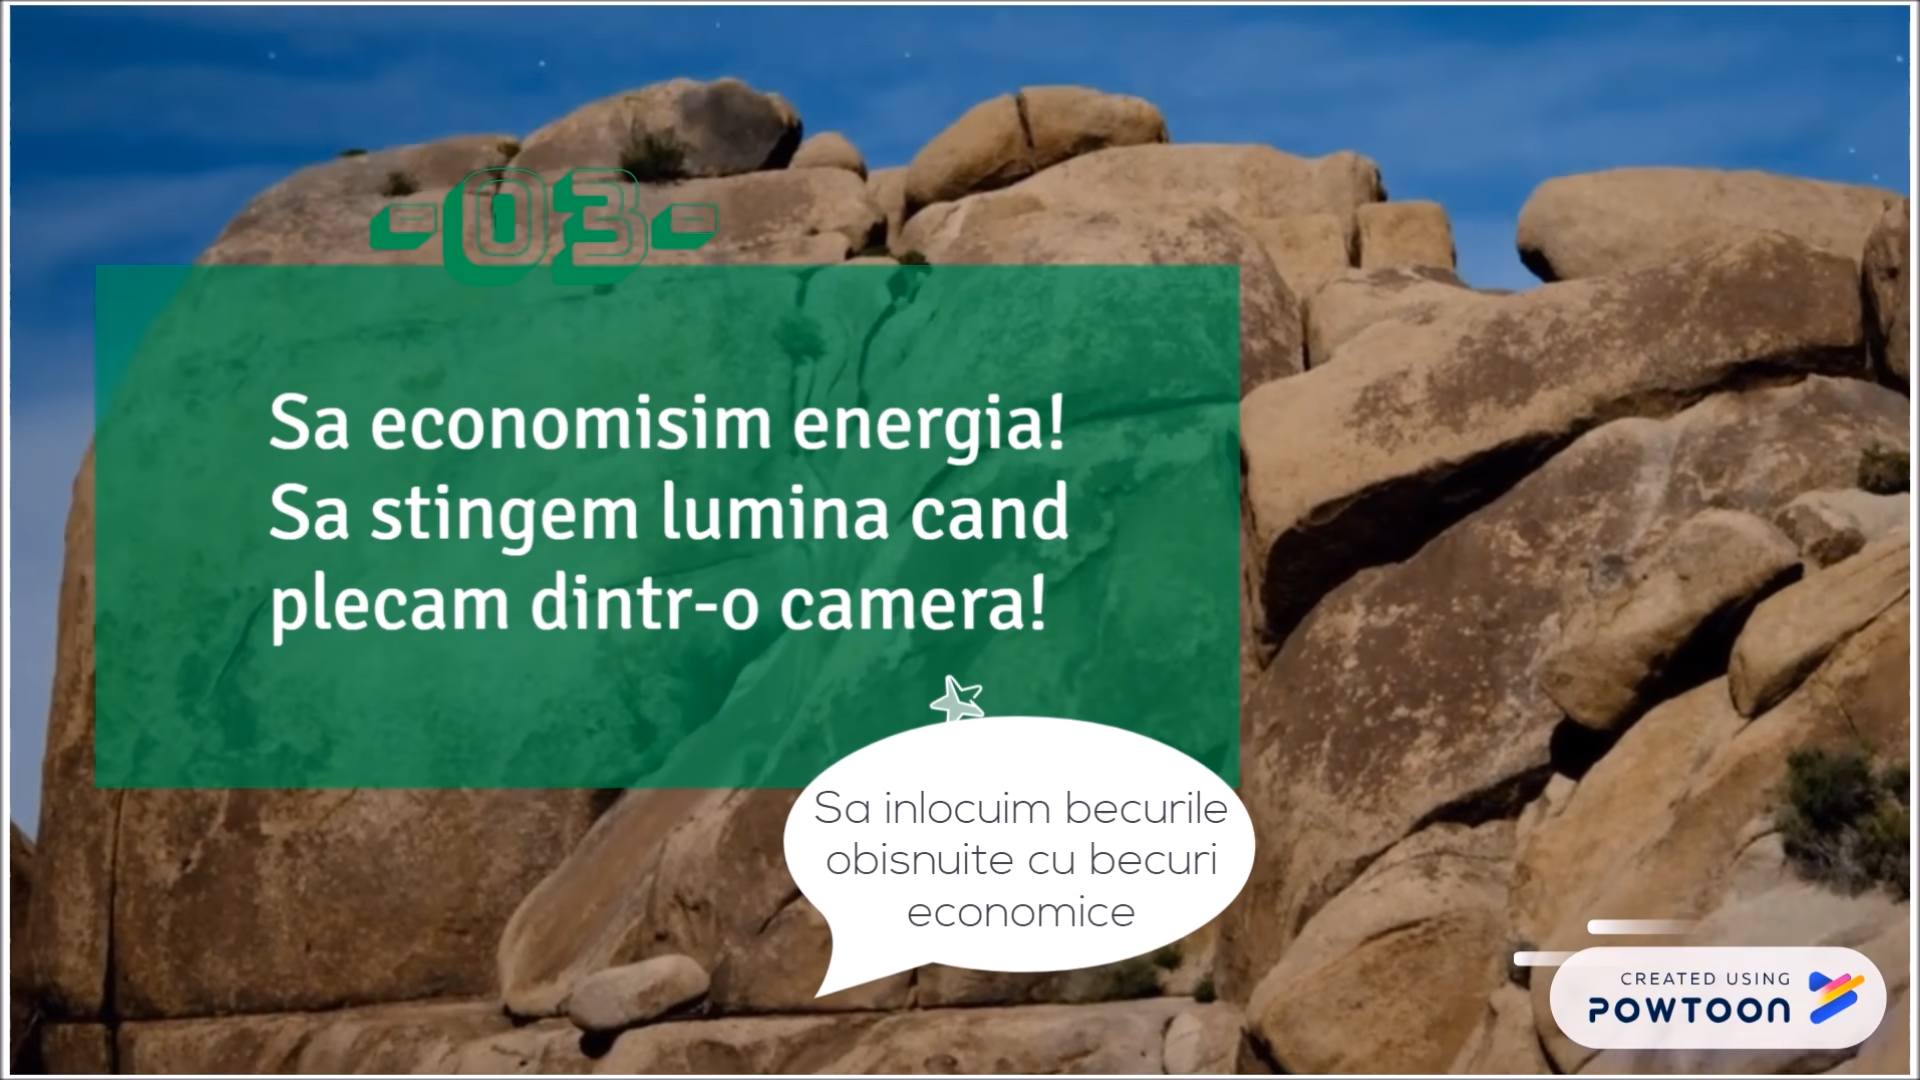 -03-
Sa economisim energia!
Sa stingem lumina cand
plecam dintr-o camera!
Sa inlocuim becurile
obisnuite cu becuri
economice
CREATED USING
POWTOON